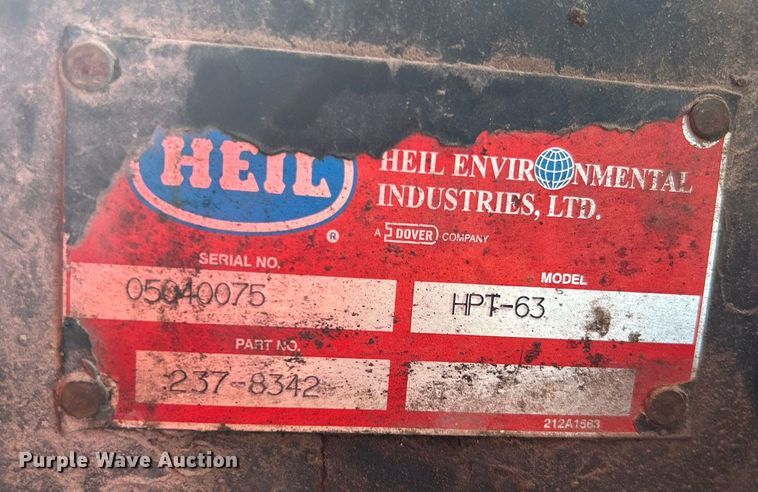 HEIL
®
HEIL ENVIRONMENTAL
INDUSTRIES, LTD.
A DOVER COMPANY
SERIAL NO.
05040075
MODEL
HPT-63
PART NO.
237-8342
212A1563
Purple Wave Auction